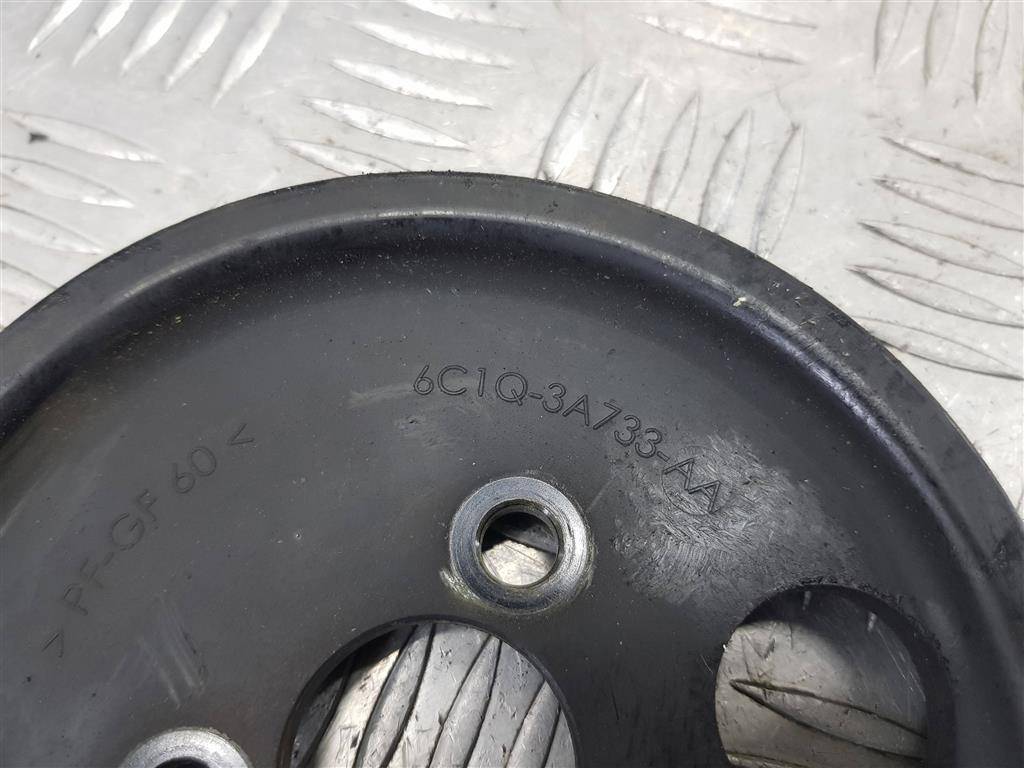 6C1Q-3A733-AA
> PF-GF 60 <